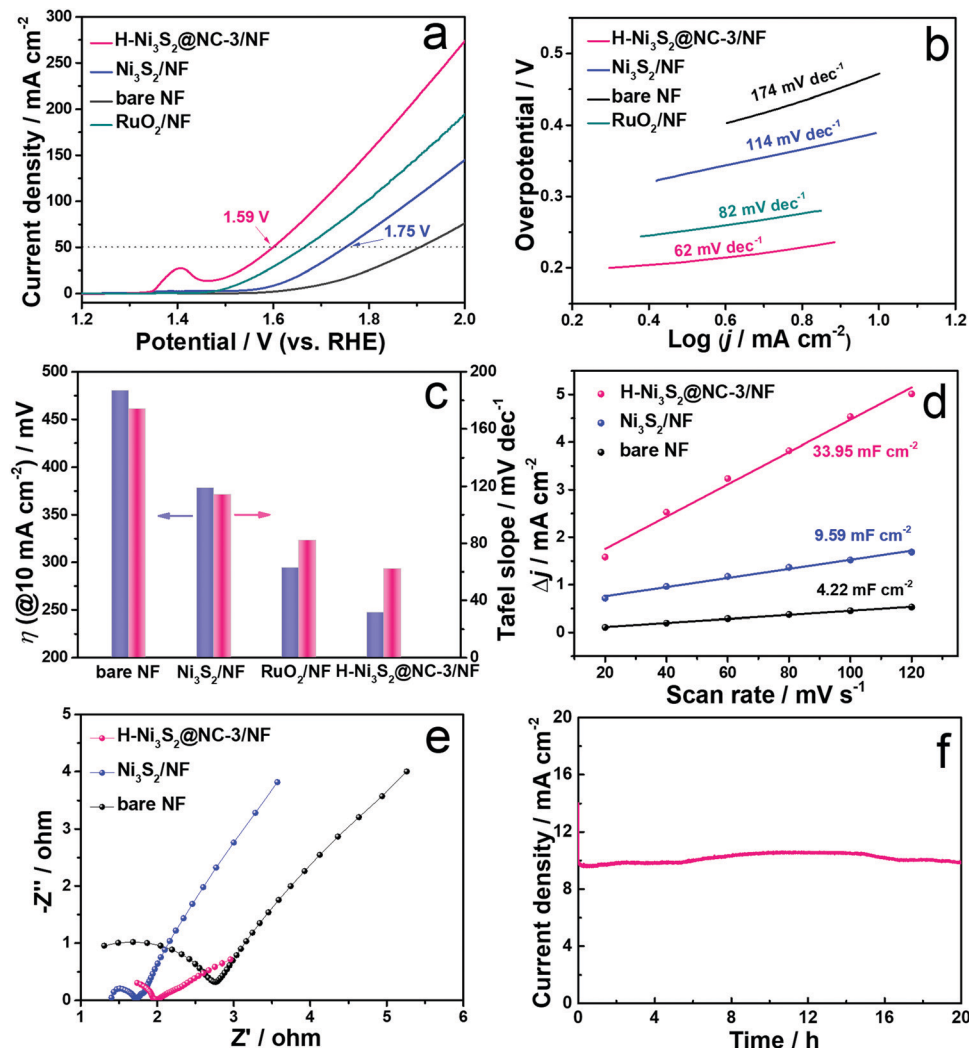 a
H-Ni₃S₂@NC-3/NF
Ni₃S₂/NF
bare NF
RuO₂/NF
1.59 V
1.75 V
300
250
200
150
100
50
0
Current density / mA cm⁻²
1.2 1.4 1.6 1.8 2.0
Potential / V (vs. RHE)
b
H-Ni₃S₂@NC-3/NF
Ni₃S₂/NF
bare NF
RuO₂/NF
174 mV dec⁻¹
114 mV dec⁻¹
82 mV dec⁻¹
62 mV dec⁻¹
0.5
0.4
0.3
0.2
Overpotential / V
0.2 0.4 0.6 0.8 1.0 1.2
Log (j / mA cm⁻²)
c
500
450
400
350
300
250
200
η (@10 mA cm⁻²) / mV
200
160
120
80
40
0
Tafel slope / mV dec⁻¹
bare NF Ni₃S₂/NF RuO₂/NF H-Ni₃S₂@NC-3/NF
d
H-Ni₃S₂@NC-3/NF
Ni₃S₂/NF
bare NF
33.95 mF cm⁻²
9.59 mF cm⁻²
4.22 mF cm⁻²
5
4
3
2
1
0
Δj / mA cm⁻²
20 40 60 80 100 120
Scan rate / mV s⁻¹
e
H-Ni₃S₂@NC-3/NF
Ni₃S₂/NF
bare NF
5
4
3
2
1
0
-Z'' / ohm
0 1 2 3 4 5 6
Z' / ohm
f
20
16
12
8
4
0
Current density / mA cm⁻²
0 4 8 12 16 20
Time / h